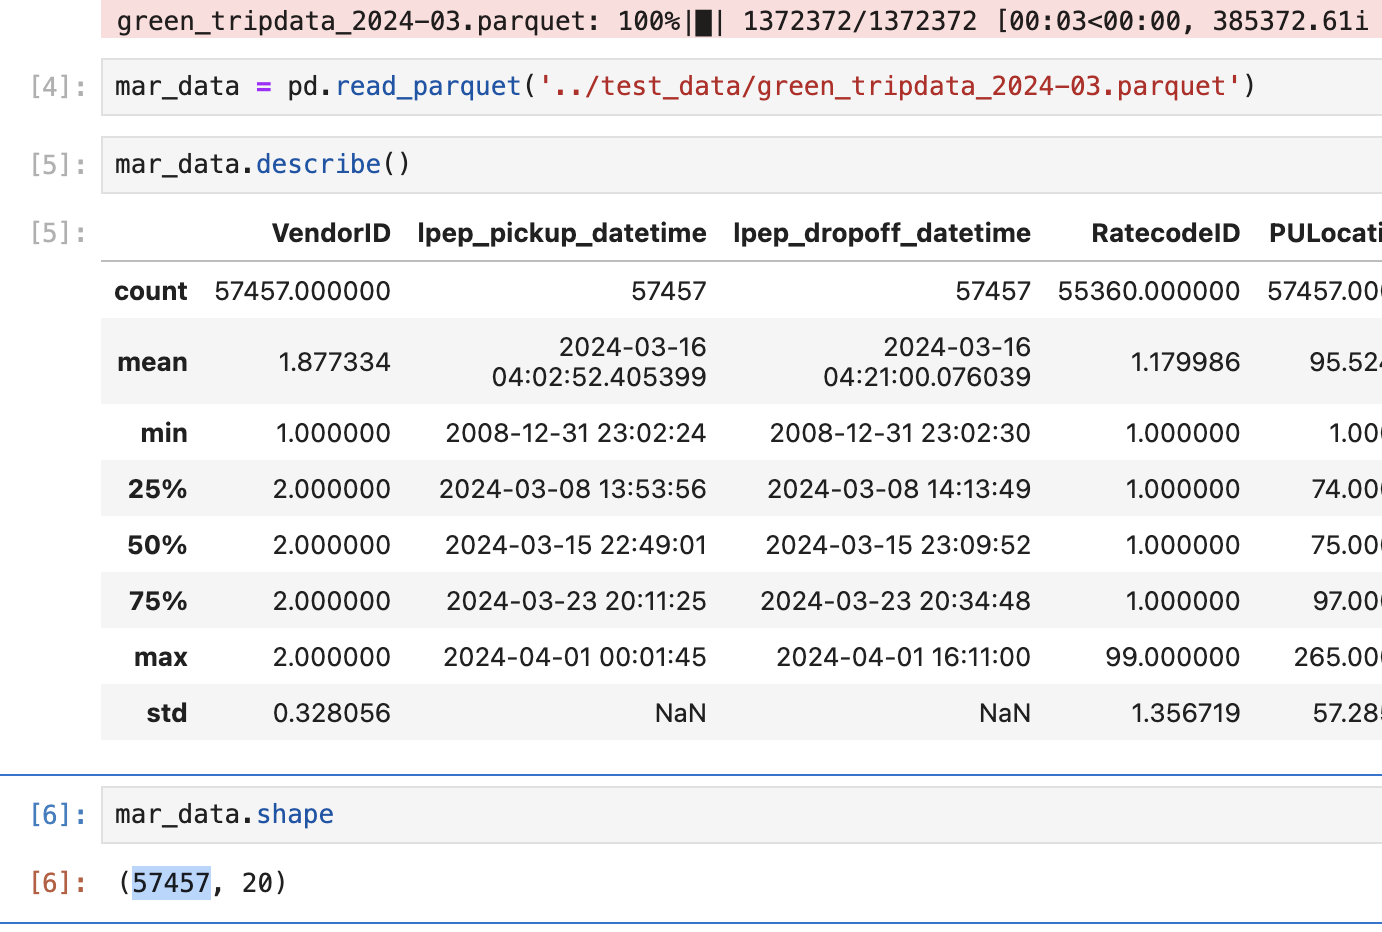 green_tripdata_2024-03.parquet: 100%|█| 1372372/1372372 [00:03<00:00, 385372.61i
[4]: mar_data = pd.read_parquet('../test_data/green_tripdata_2024-03.parquet')
[5]: mar_data.describe()
[5]: VendorID lpep_pickup_datetime lpep_dropoff_datetime RatecodeID PULocati
count 57457.000000 57457 57457 55360.000000 57457.00
mean 1.877334 2024-03-16 04:02:52.405399 2024-03-16 04:21:00.076039 1.179986 95.524
min 1.000000 2008-12-31 23:02:24 2008-12-31 23:02:30 1.000000 1.00
25% 2.000000 2024-03-08 13:53:56 2024-03-08 14:13:49 1.000000 74.00
50% 2.000000 2024-03-15 22:49:01 2024-03-15 23:09:52 1.000000 75.00
75% 2.000000 2024-03-23 20:11:25 2024-03-23 20:34:48 1.000000 97.00
max 2.000000 2024-04-01 00:01:45 2024-04-01 16:11:00 99.000000 265.00
std 0.328056 NaN NaN 1.356719 57.28
[6]: mar_data.shape
[6]: (57457, 20)